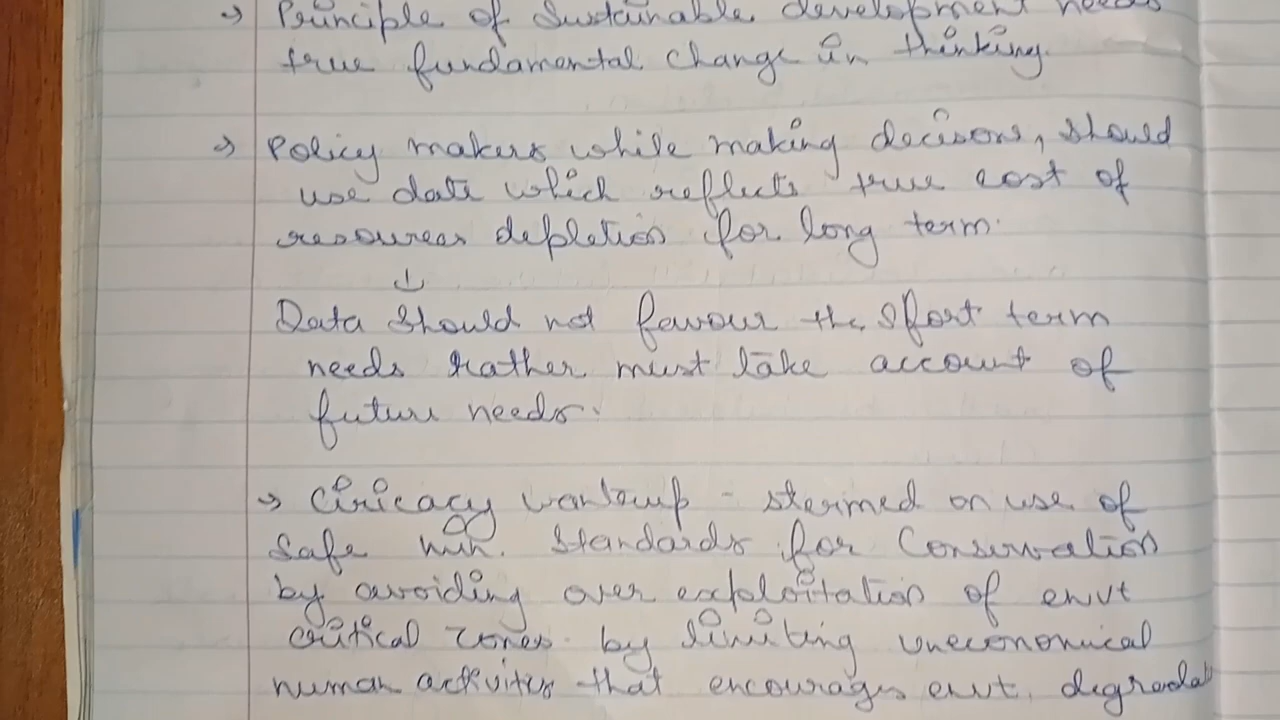 → Principle of Sustainable development needs
true fundamental change in thinking.
→ Policy makers while making decisions, should
use data which reflects true cost of
resources depletion for long term.
↓
Data should not favour the short term
needs rather must take account of
future needs.
→ Ciriacy wantrup - stermed on use of
Safe min. Standards for Conservation
by avoiding over exploitation of envt
critical zones by limiting uneconomical
human activities that encourages envt. degradat